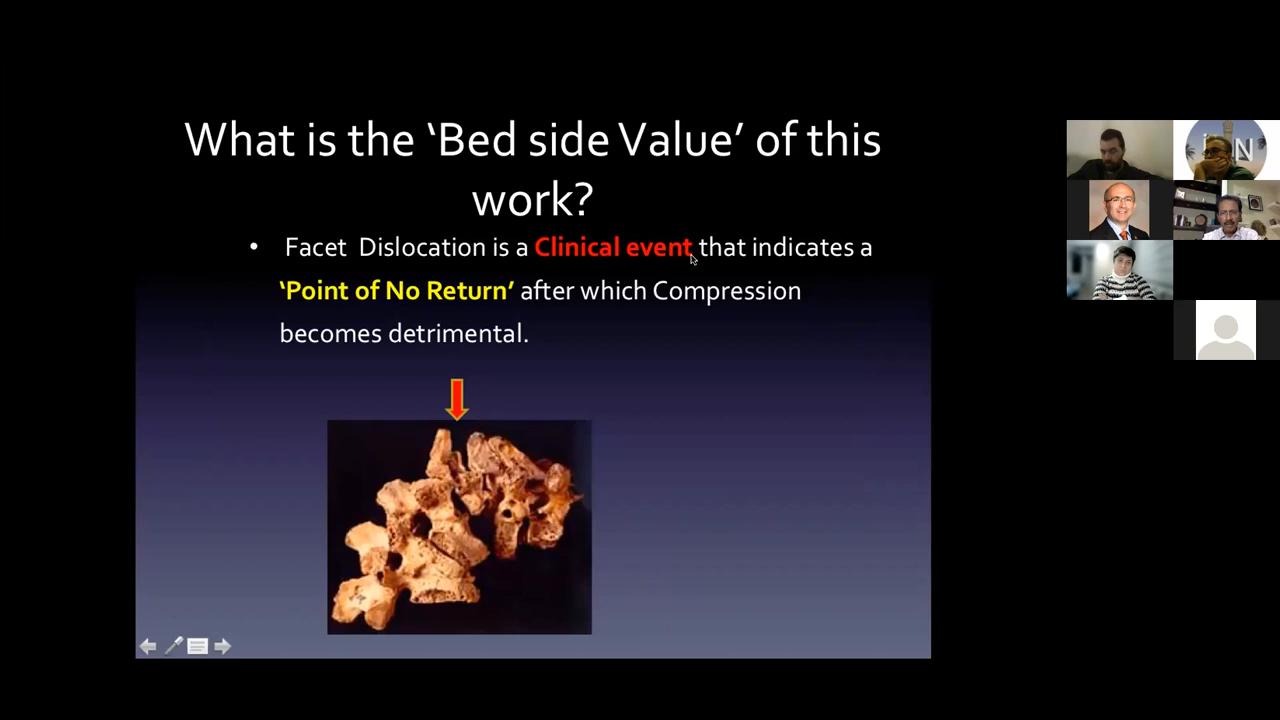 What is the ‘Bed side Value’ of this
work?
• Facet Dislocation is a Clinical event that indicates a
‘Point of No Return’ after which Compression
becomes detrimental.
N